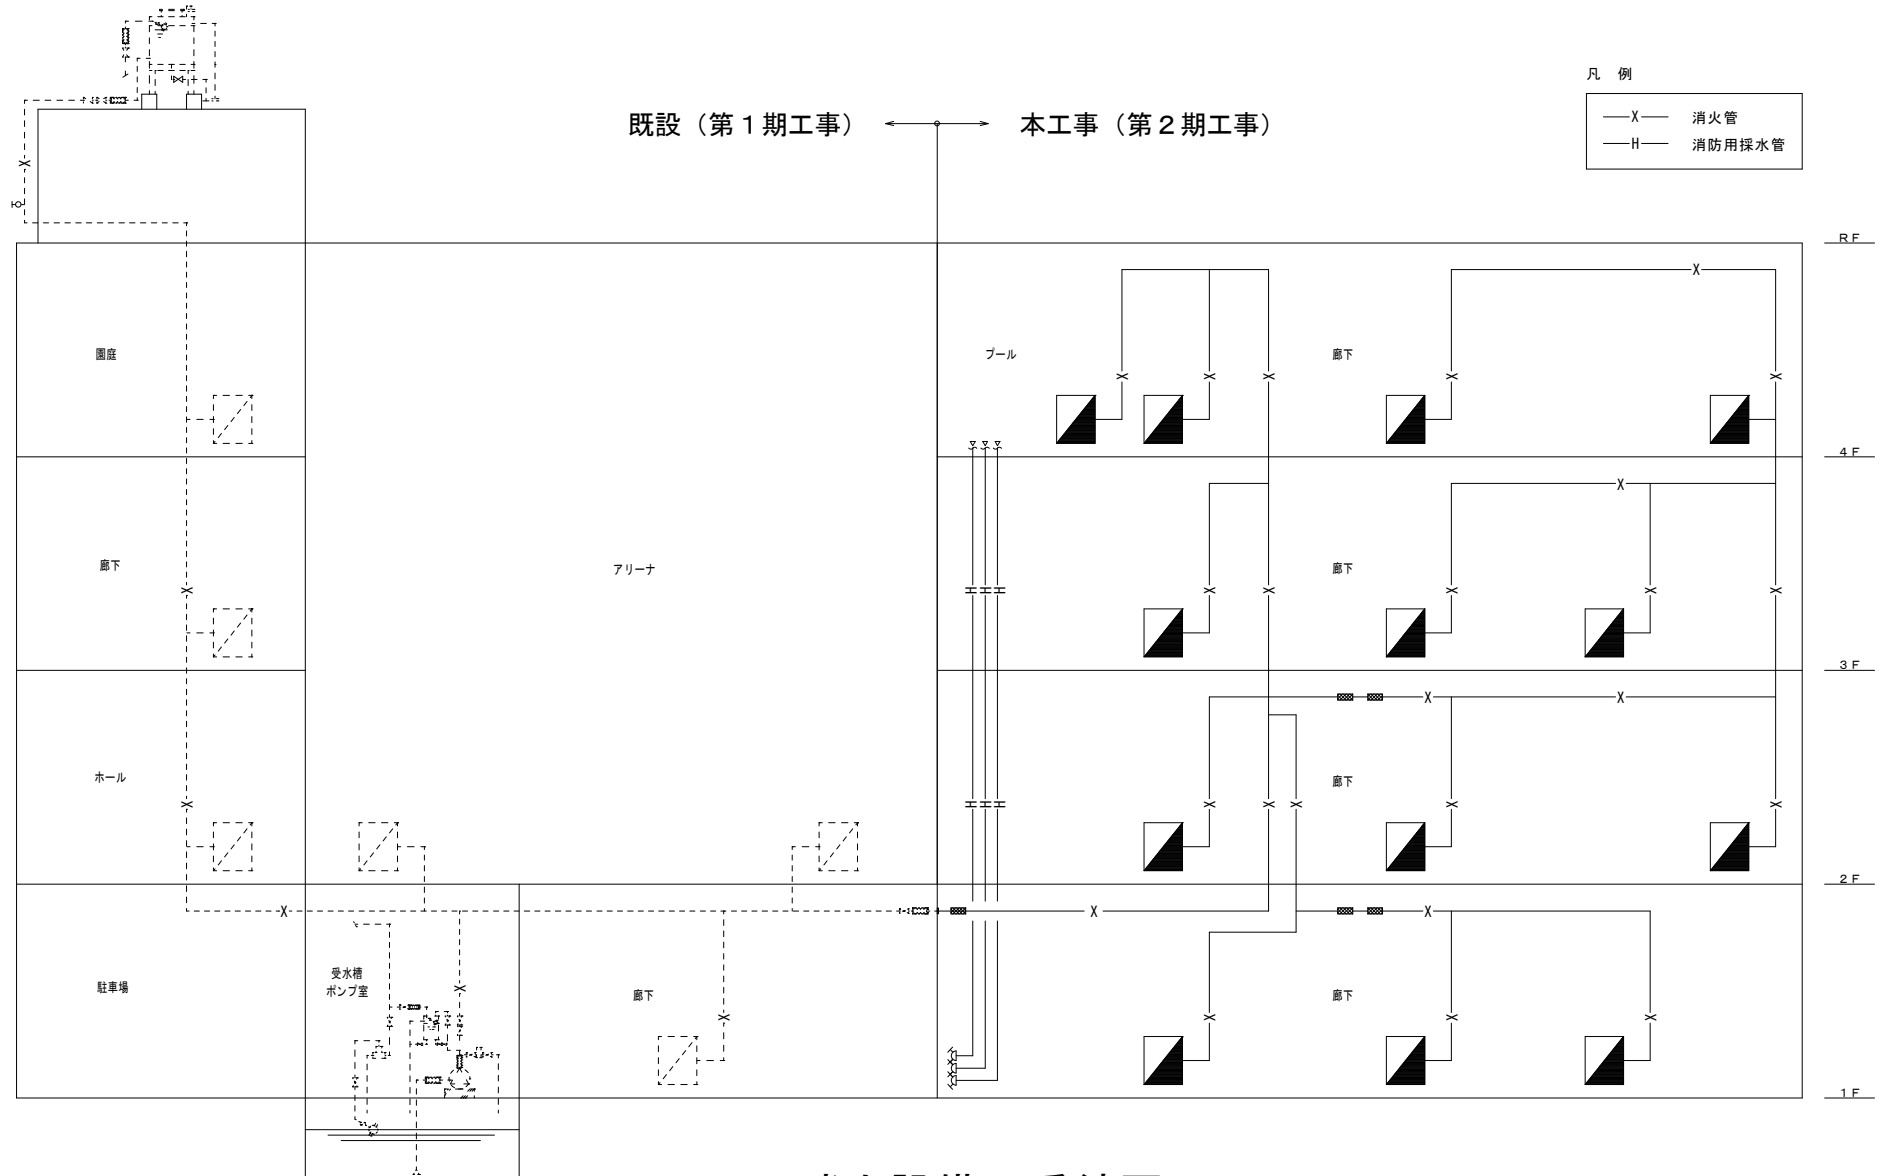 凡 例
既設（第１期工事） 本工事（第２期工事）
X 消火管
H 消防用採水管
X
RF
X
園庭 プール 廊下
X X X X X
4F
X
廊下 アリーナ 廊下
X H H H X X X X X
3F
X X
ホール 廊下
X H H H X X X X X
2F
X X X
受水槽
ポンプ室
駐車場 廊下 廊下
X X X X
1F